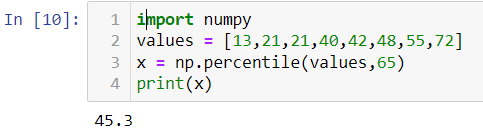 In [10]:
1 import numpy
2 values = [13,21,21,40,42,48,55,72]
3 x = np.percentile(values,65)
4 print(x)
45.3